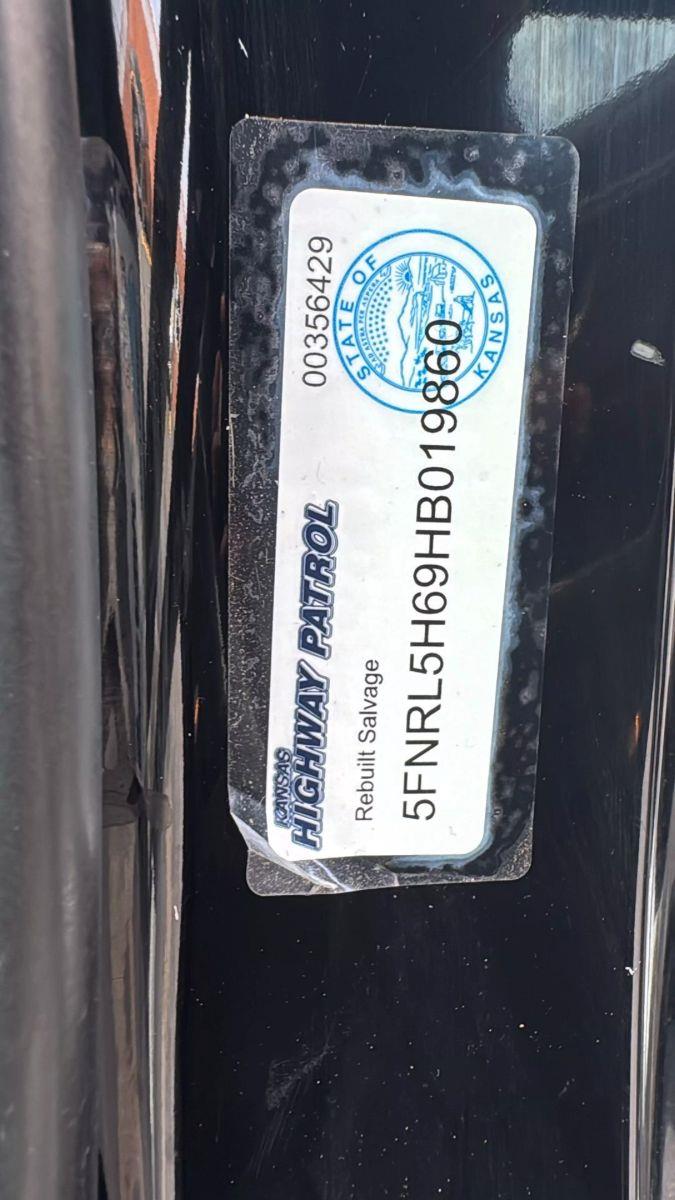 KANSAS
HIGHWAY PATROL
00356429
Rebuilt Salvage
5FNRL5H69HB019860
STATE OF KANSAS